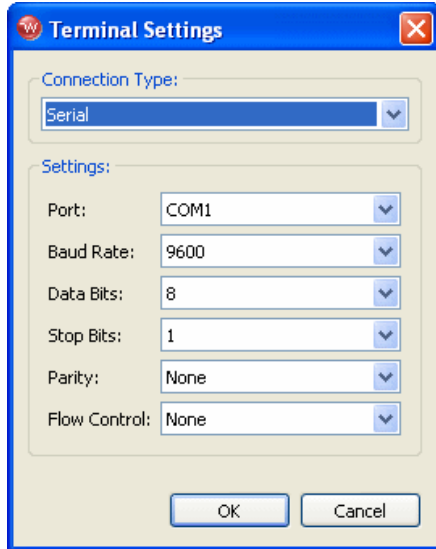 Terminal Settings
Connection Type:
Serial
Settings:
Port: COM1
Baud Rate: 9600
Data Bits: 8
Stop Bits: 1
Parity: None
Flow Control: None
OK Cancel